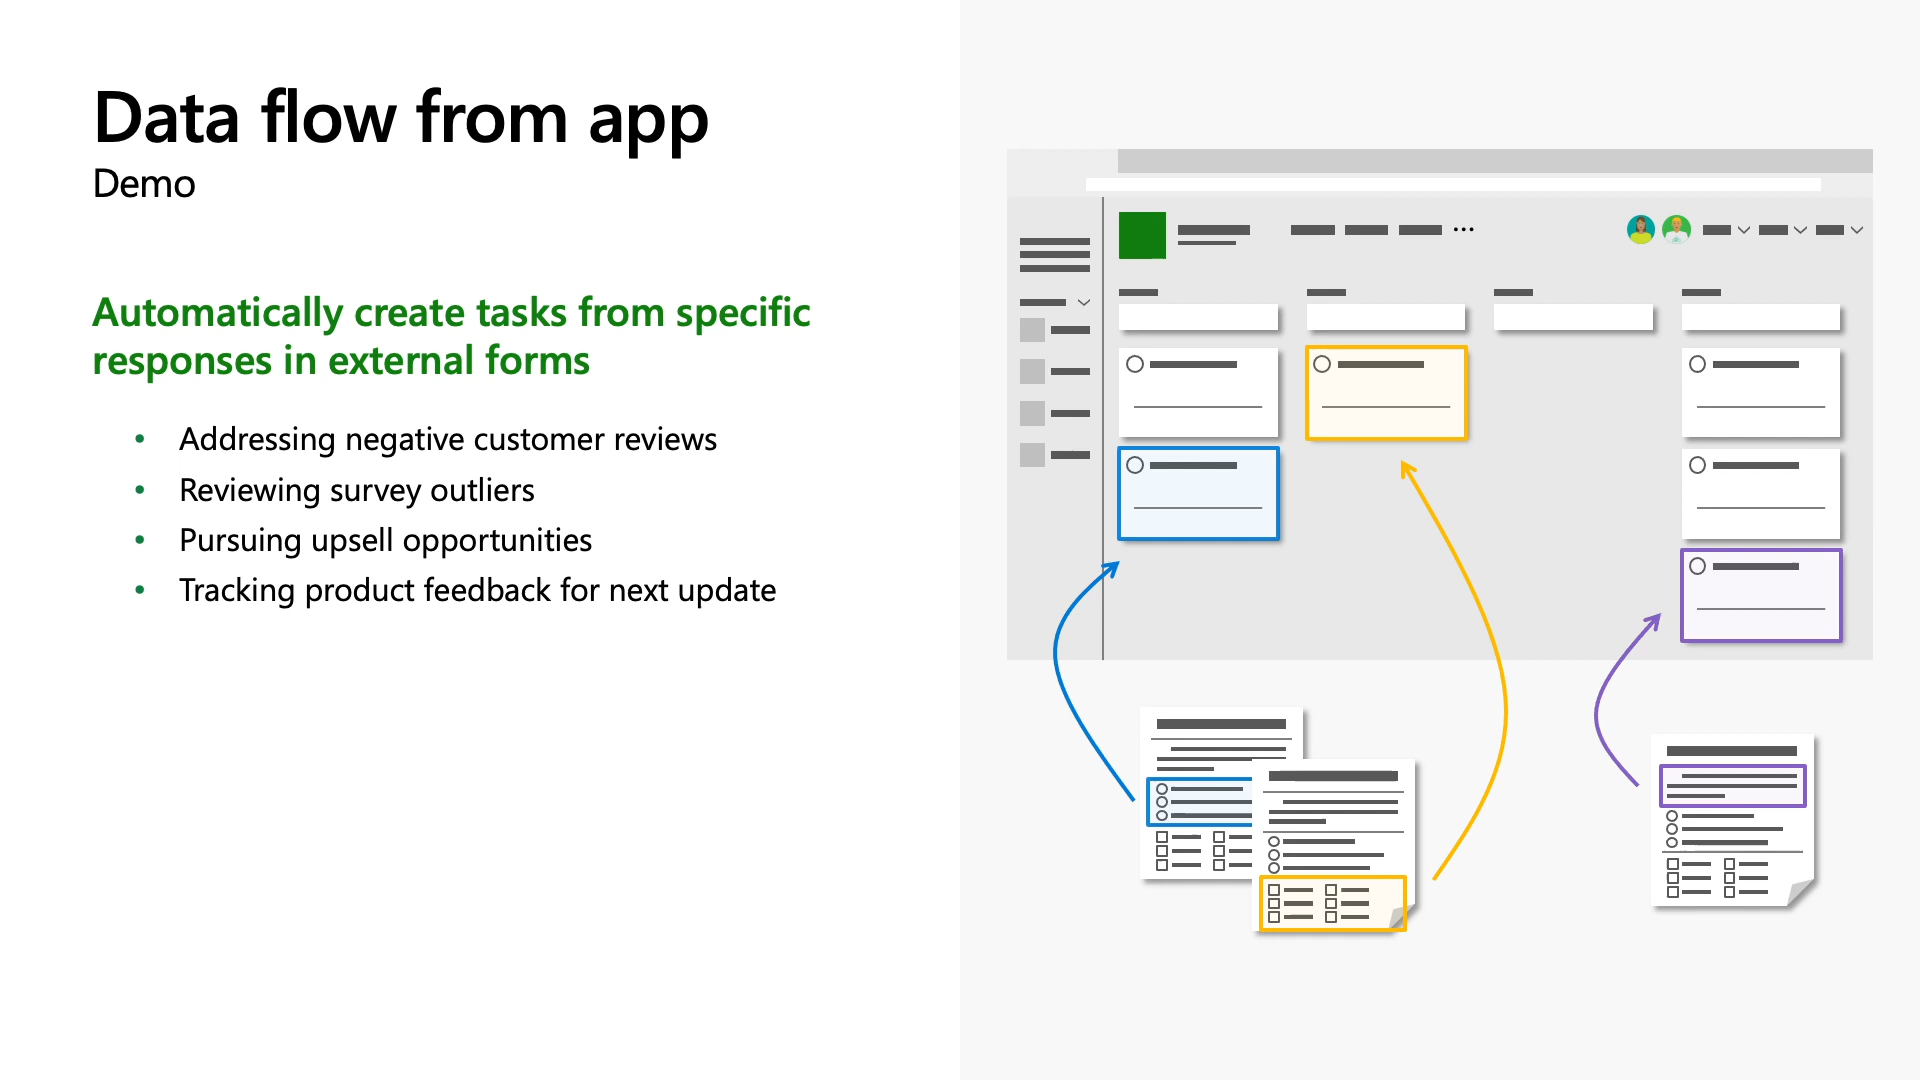 Data flow from app
Demo
Automatically create tasks from specific
responses in external forms
• Addressing negative customer reviews
• Reviewing survey outliers
• Pursuing upsell opportunities
• Tracking product feedback for next update